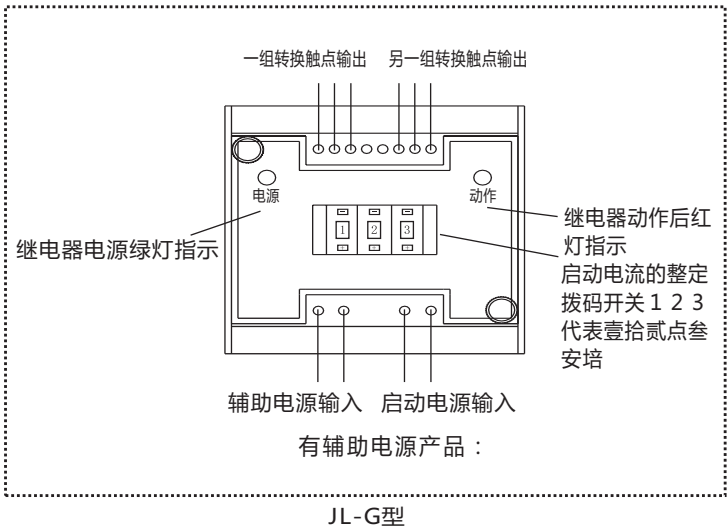 一组转换触点输出
另一组转换触点输出
电源
动作
1 2 3
继电器电源绿灯指示
继电器动作后红
灯指示
启动电流的整定
拨码开关１２３
代表壹拾贰点叁
安培
辅助电源输入
启动电源输入
有辅助电源产品：
JL-G型